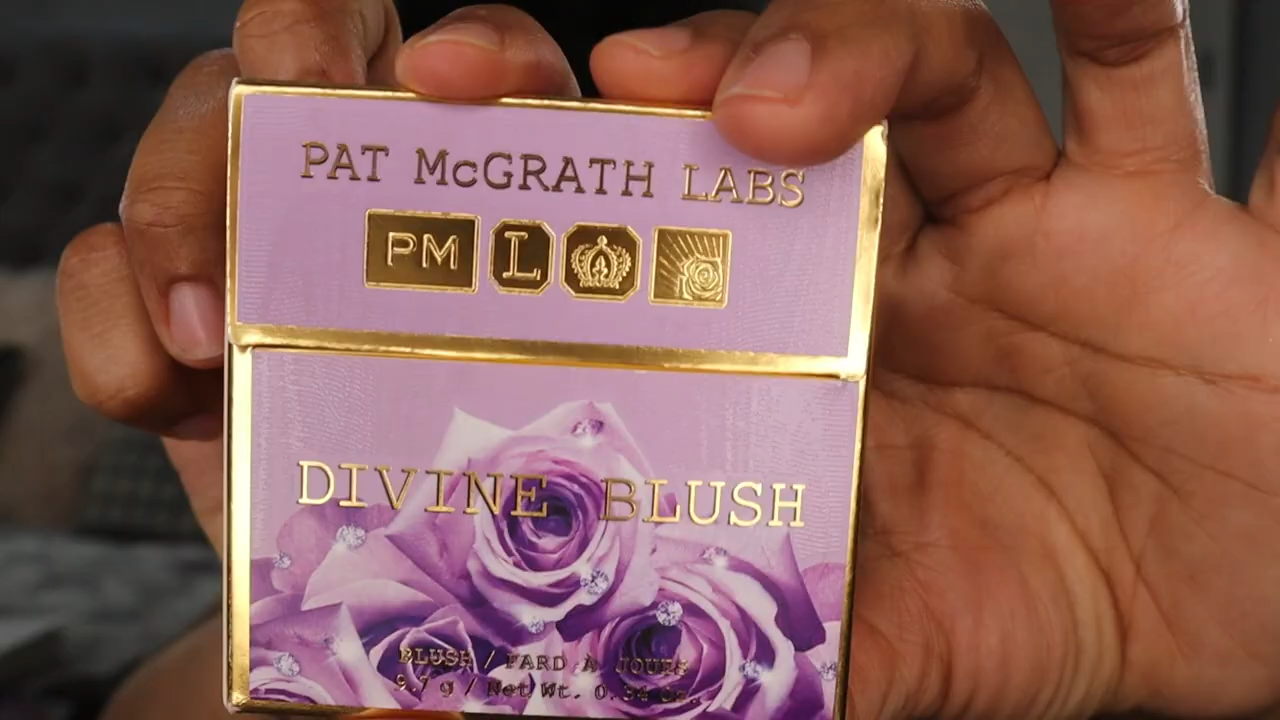 PAT McGRATH LABS
PM L
DIVINE BLUSH
BLUSH / FARD À JOUES
9.7 g / Net Wt. 0.34 oz.